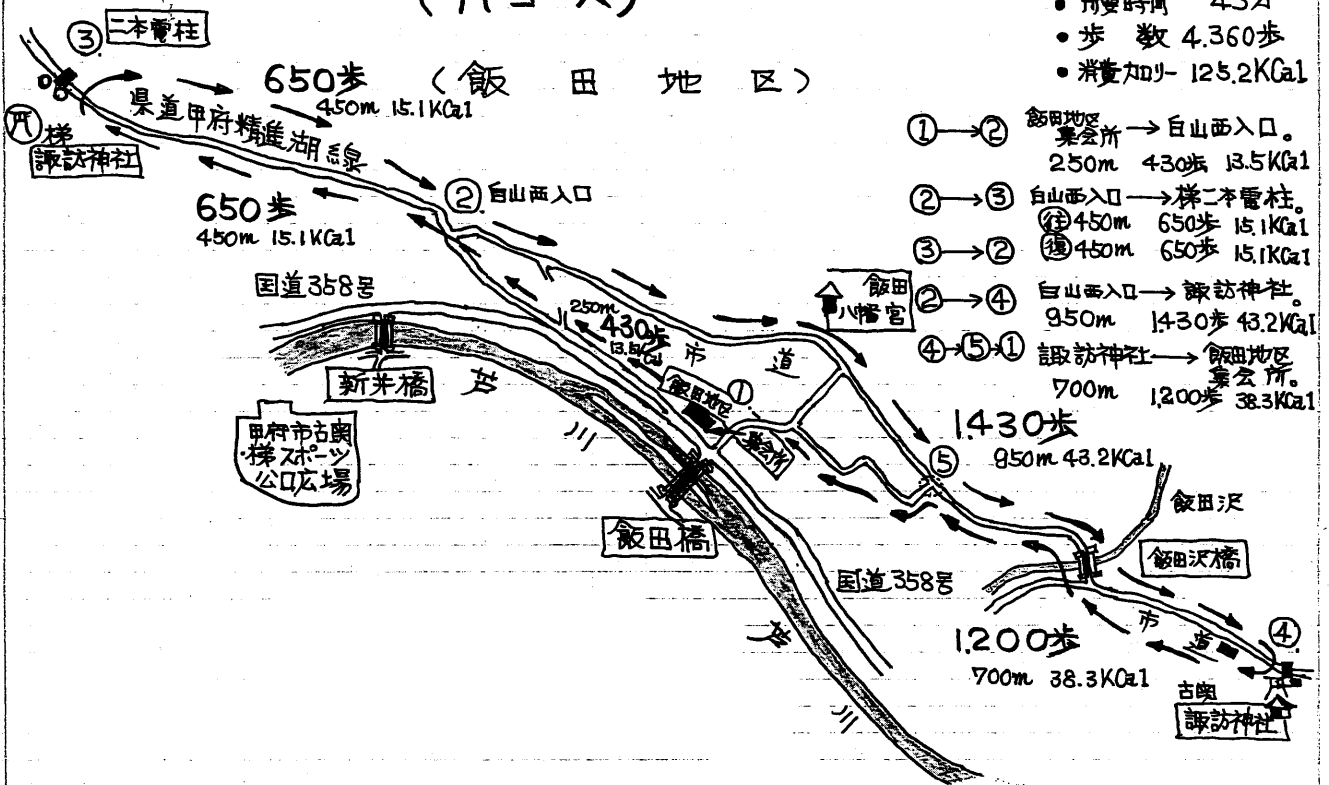 ・所要時間 45分
・歩 数 4.360歩
・消費カロリー 125.2KCal
③ 二本電柱
650歩 (飯 田 地 区)
450m 15.1KCal
県道甲府精進湖線
梯
諏訪神社
650歩
450m 15.1KCal
② 白山西入口
①→② 飯田地区集会所→白山西入口。
250m 430歩 13.5KCal
②→③ 白山西入口→梯二本電柱。
往 450m 650歩 15.1KCal
③→② 復 450m 650歩 15.1KCal
②→④ 白山西入口→諏訪神社。
950m 1.430歩 43.2KCal
④→⑤→① 諏訪神社→飯田地区集会所。
700m 1.200歩 38.3KCal
国道358号
新井橋
甲府市古関
・梯スポーツ
広場
250m
430歩
13.5KCal
市 道
飯田
八幡宮
飯田地区
集会所
①
芦
川
飯田橋
1.430歩
950m 43.2KCal
⑤
飯田沢
飯田沢橋
国道358号
1.200歩
700m 38.3KCal
市 道
④
古関
諏訪神社
芦
川